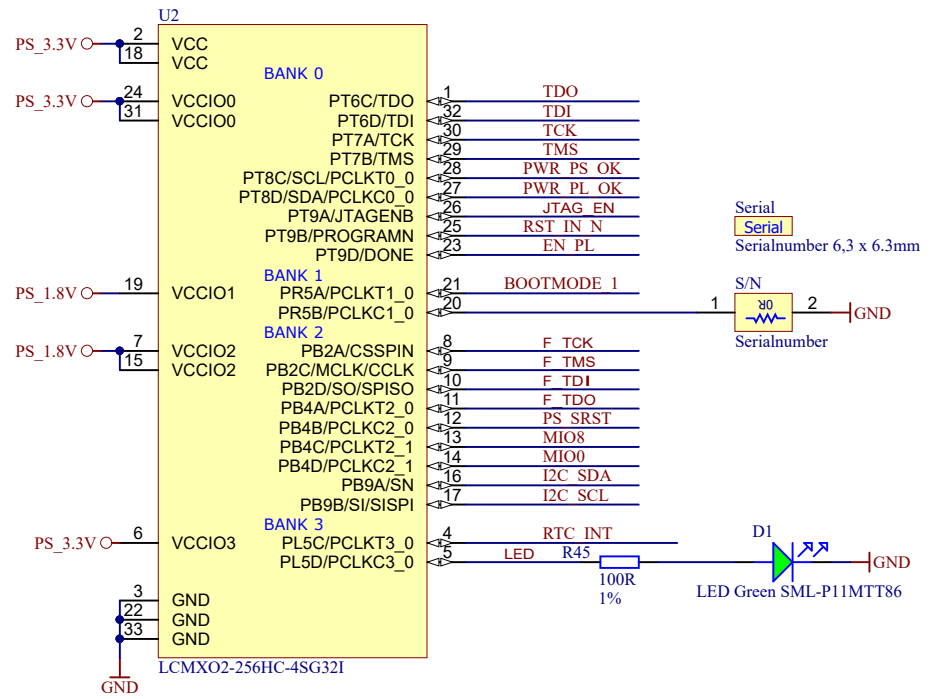 U2
PS_3.3V 2 VCC
18 VCC
BANK 0
PS_3.3V 24 VCCIO0 PT6C/TDO 1 TDO
31 VCCIO0 PT6D/TDI 32 TDI
PT7A/TCK 30 TCK
PT7B/TMS 29 TMS
PT8C/SCL/PCLKT0_0 28 PWR_PS_OK
PT8D/SDA/PCLKC0_0 27 PWR_PL_OK
PT9A/JTAGENB 26 JTAG_EN
PT9B/PROGRAMN 25 RST_IN_N
PT9D/DONE 23 EN_PL
Serial
Serial
Serialnumber 6,3 x 6.3mm
BANK 1
PS_1.8V 19 VCCIO1 PR5A/PCLKT1_0 21 BOOTMODE_1
PR5B/PCLKC1_0 20
S/N
1 0R 2 GND
Serialnumber
BANK 2
PS_1.8V 7 VCCIO2 PB2A/CSSPIN 8 F_TCK
15 VCCIO2 PB2C/MCLK/CCLK 9 F_TMS
PB2D/SO/SPISO 10 F_TDI
PB4A/PCLKT2_0 11 F_TDO
PB4B/PCLKC2_0 12 PS_SRST
PB4C/PCLKT2_1 13 MIO8
PB4D/PCLKC2_1 14 MIO0
PB9A/SN 16 I2C_SDA
PB9B/SI/SISPI 17 I2C_SCL
BANK 3
PS_3.3V 6 VCCIO3 PL5C/PCLKT3_0 4 RTC_INT
PL5D/PCLKC3_0 5 LED R45 D1 GND
100R
1%
LED Green SML-P11MTT86
3 GND
22 GND
33 GND
LCMXO2-256HC-4SG32I
GND